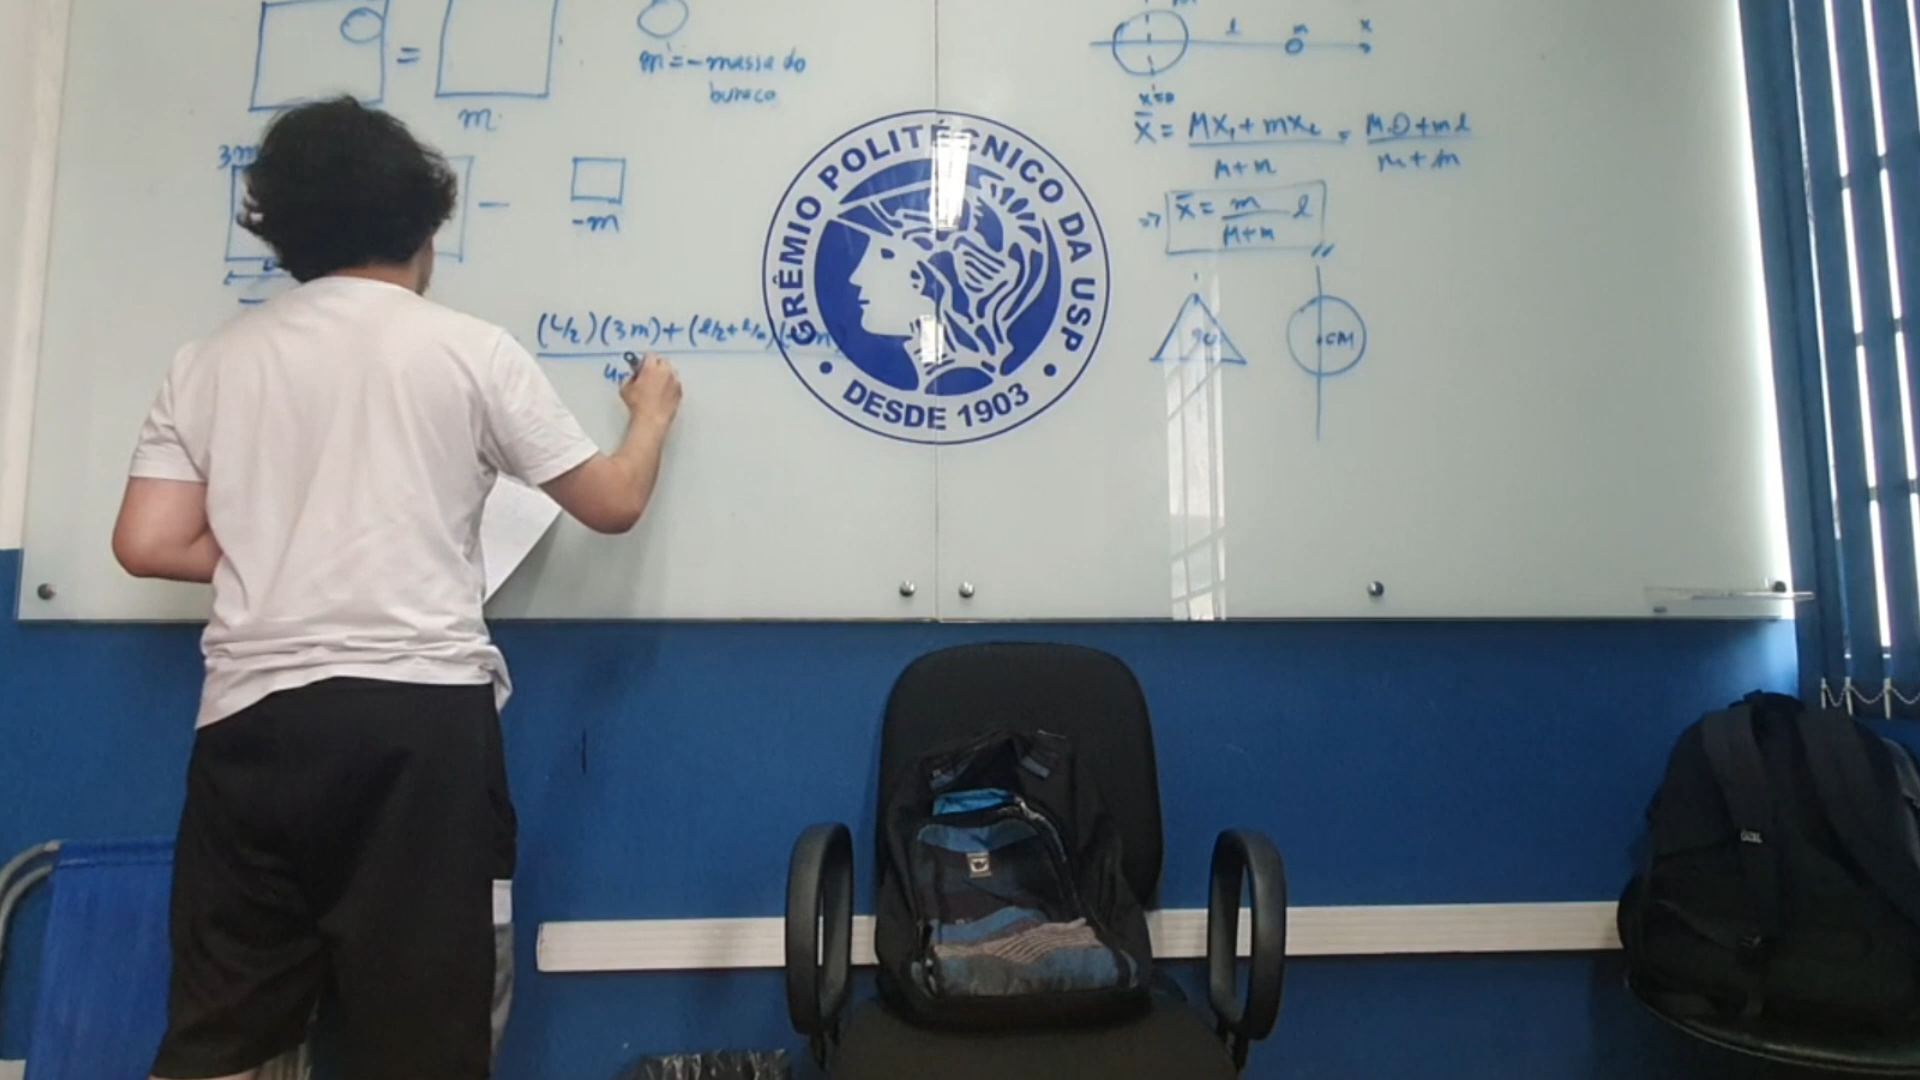 =
m
m' = - massa do
buraco
3m
-
-m
(L/2)(3m)+(l/2+l/4)(-m
4m
GRÊMIO POLITÉCNICO DA USP
• DESDE 1903 •
l m x
x=0
x̄ = Mx₁+mx₂ = M.0+ml
M+m M+m
=> x̄ = m l
M+m
CM